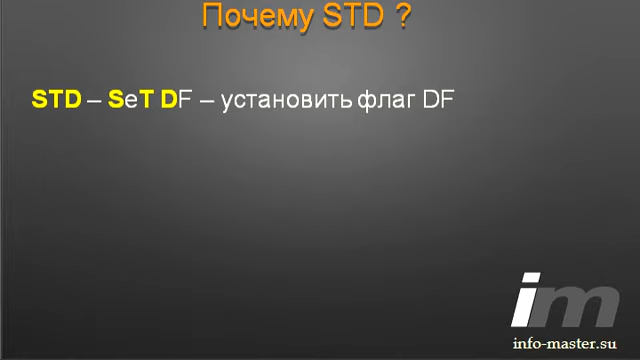 Почему STD ?
STD – SeT DF – установить флаг DF
im
info-master.su